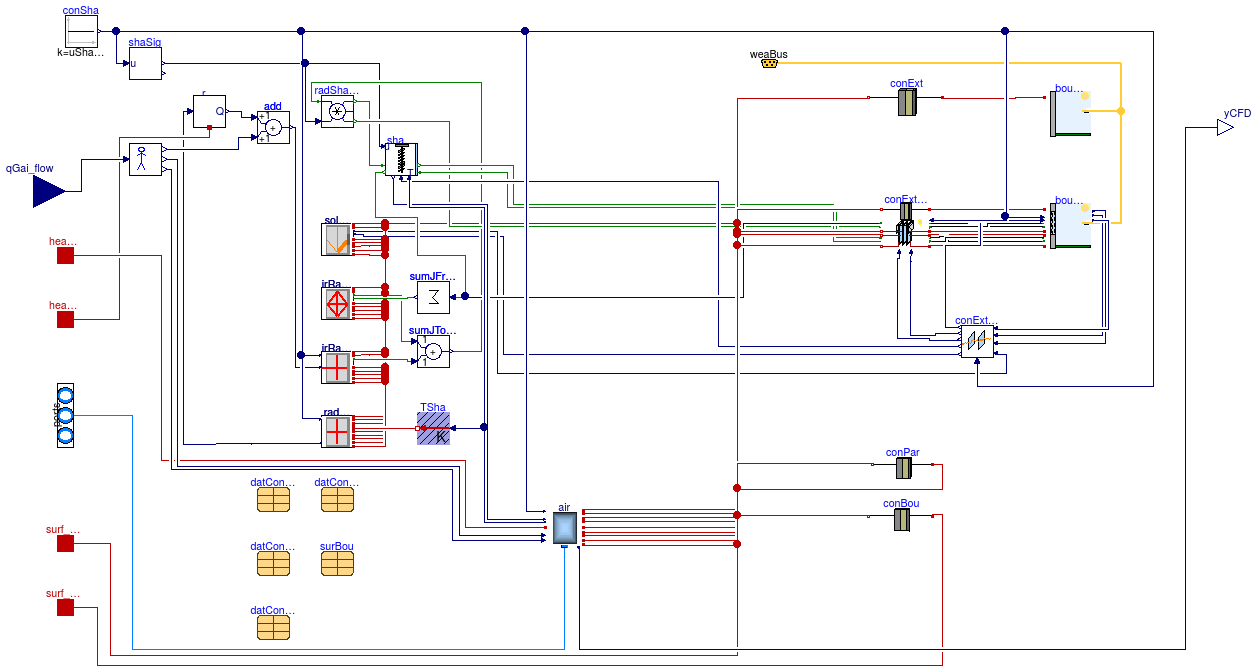 conSha
k=uSha…
shaSig
u
weaBus
radSha…
conExt
bou…
yCFD
Q
add
+1
+
+1
sha
qGai_flow
conExt…
bou…
sol…
hea…
sumJFr…
Σ
irRa…
hea…
sumJTo…
1
+
1
irRa…
conExt…
ports
rad…
TSha
K
conPar
datCon…
datCon…
conBou
air
surf_…
datCon…
surBou
surf_…
datCon…